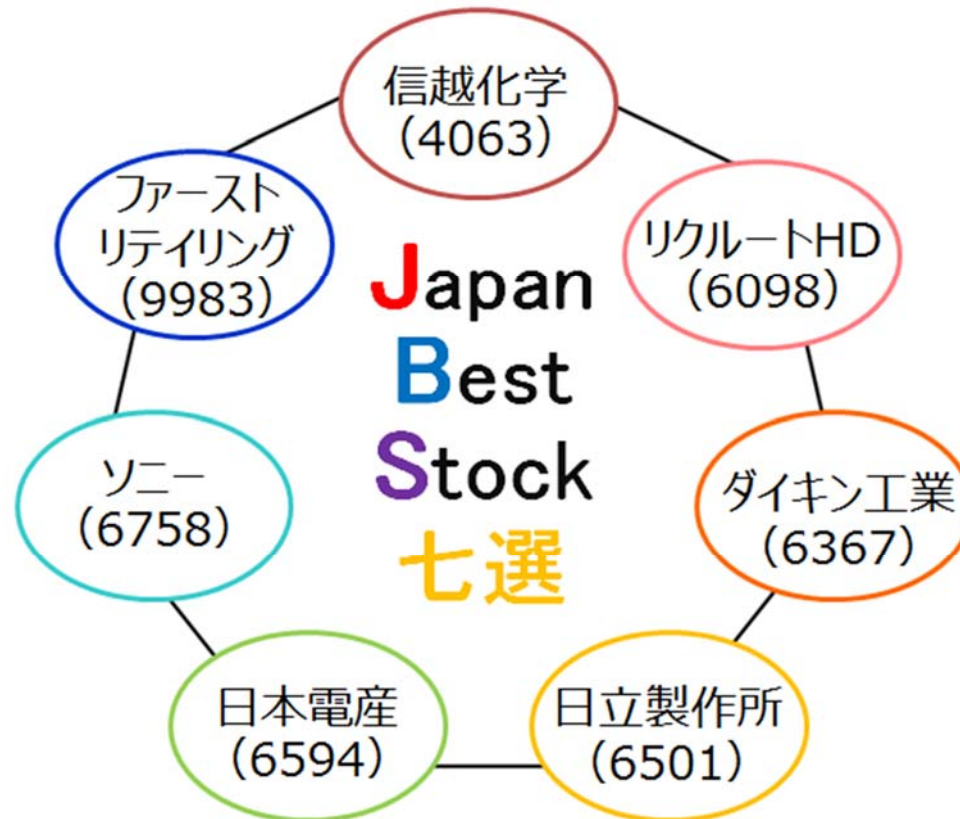 信越化学
（4063）
リクルートHD
（6098）
ダイキン工業
（6367）
日立製作所
（6501）
日本電産
（6594）
ソニー
（6758）
ファースト
リテイリング
（9983）
Japan
Best
Stock
七選